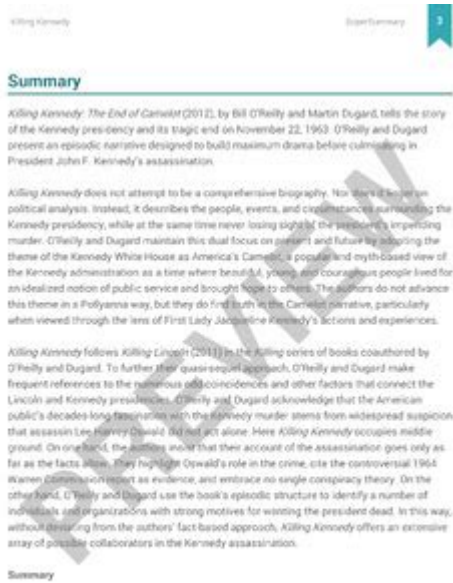 Killing Kennedy SuperSummary 3
Summary
Killing Kennedy: The End of Camelot (2012), by Bill O'Reilly and Martin Dugard, tells the story
of the Kennedy presidency and its tragic end on November 22, 1963. O'Reilly and Dugard
present an episodic narrative designed to build maximum drama before culminating in
President John F. Kennedy's assassination.
Killing Kennedy does not attempt to be a comprehensive biography. Nor does it linger on
political analysis. Instead, it describes the people, events, and circumstances surrounding the
Kennedy presidency, while at the same time never losing sight of the president's impending
murder. O'Reilly and Dugard maintain this dual focus on present and future by adopting the
theme of the Kennedy White House as America's Camelot, a popular and myth-based view of
the Kennedy administration as a time when beautiful, young, and courageous people lived for
an idealized notion of public service and brought hope to others. The authors do not advance
this theme in a Pollyanna way, but they do find truth in the Camelot narrative, particularly
when viewed through the lens of First Lady Jacqueline Kennedy's actions and experiences.
Killing Kennedy follows Killing Lincoln (2011) in the Killing series of books coauthored by
O'Reilly and Dugard. To further their quasi-sequel approach, O'Reilly and Dugard make
frequent references to the numerous odd coincidences and other factors that connect the
Lincoln and Kennedy presidencies. O'Reilly and Dugard acknowledge that the American
public's decades-long fascination with the Kennedy murder stems from widespread suspicion
that assassin Lee Harvey Oswald did not act alone. Here Killing Kennedy occupies middle
ground. On one hand, the authors insist that their account of the assassination goes only as
far as the facts allow. They highlight Oswald's role in the crime, cite the controversial 1964
Warren Commission report as evidence, and embrace no single conspiracy theory. On the
other hand, O'Reilly and Dugard use the book's episodic structure to identify a number of
individuals and organizations with strong motives for wanting the president dead. In this way,
without deviating from the authors' fact-based approach, Killing Kennedy offers an extensive
array of possible collaborators in the Kennedy assassination.
Summary
PREVIEW